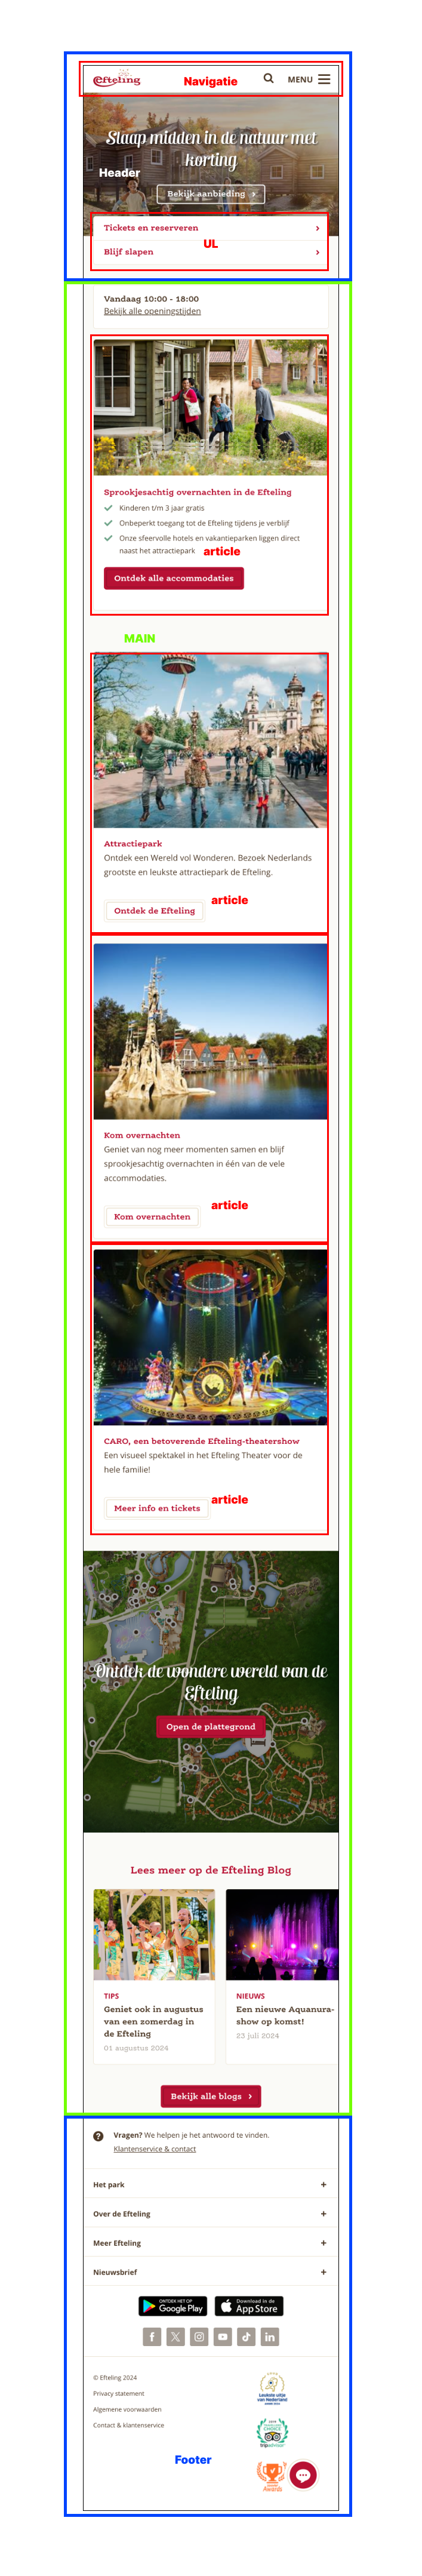 Efteling
Navigatie
MENU
Slaap midden in de natuur met
korting
Header
Bekijk aanbieding
Tickets en reserveren
UL
Blijf slapen
Vandaag 10:00 - 18:00
Bekijk alle openingstijden
Sprookjesachtig overnachten in de Efteling
Kinderen t/m 3 jaar gratis
Onbeperkt toegang tot de Efteling tijdens je verblijf
Onze sfeervolle hotels en vakantieparken liggen direct
naast het attractiepark
article
Ontdek alle accommodaties
MAIN
Attractiepark
Ontdek een Wereld vol Wonderen. Bezoek Nederlands
grootste en leukste attractiepark de Efteling.
article
Ontdek de Efteling
Kom overnachten
Geniet van nog meer momenten samen en blijf
sprookjesachtig overnachten in één van de vele
accommodaties.
article
Kom overnachten
CARO, een betoverende Efteling-theatershow
Een visueel spektakel in het Efteling Theater voor de
hele familie!
article
Meer info en tickets
Ontdek de wondere wereld van de
Efteling
Open de plattegrond
Lees meer op de Efteling Blog
TIPS
Geniet ook in augustus
van een zomerdag in
de Efteling
01 augustus 2024
NIEUWS
Een nieuwe Aquanura-
show op komst!
23 juli 2024
Bekijk alle blogs
Vragen? We helpen je het antwoord te vinden.
Klantenservice & contact
Het park
Over de Efteling
Meer Efteling
Nieuwsbrief
ONTDEK HET OP
Google Play
Download in de
App Store
© Efteling 2024
Privacy statement
Algemene voorwaarden
Contact & klantenservice
Leukste uitje
van Nederland
CHOICE
tripadvisor
Footer
Awards